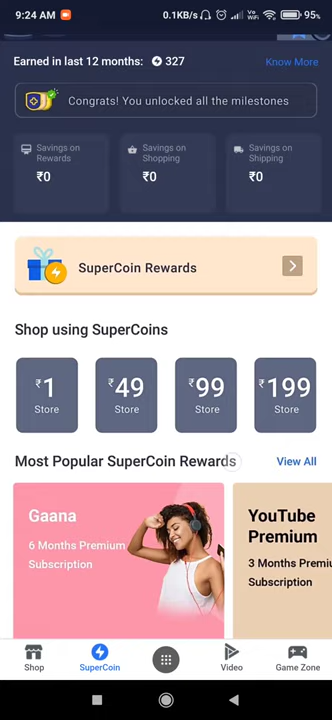 9:24 AM
0.1KB/s
Vo
WiFi
95%
Earned in last 12 months: 327
Know More
Congrats! You unlocked all the milestones
Savings on
Rewards
₹0
Savings on
Shopping
₹0
Savings on
Shipping
₹0
SuperCoin Rewards
Shop using SuperCoins
₹1
Store
₹49
Store
₹99
Store
₹199
Store
Most Popular SuperCoin Rewards
View All
Gaana
6 Months Premium
Subscription
YouTube
Premium
3 Months Premiu
Subscription
Shop
SuperCoin
Video
Game Zone